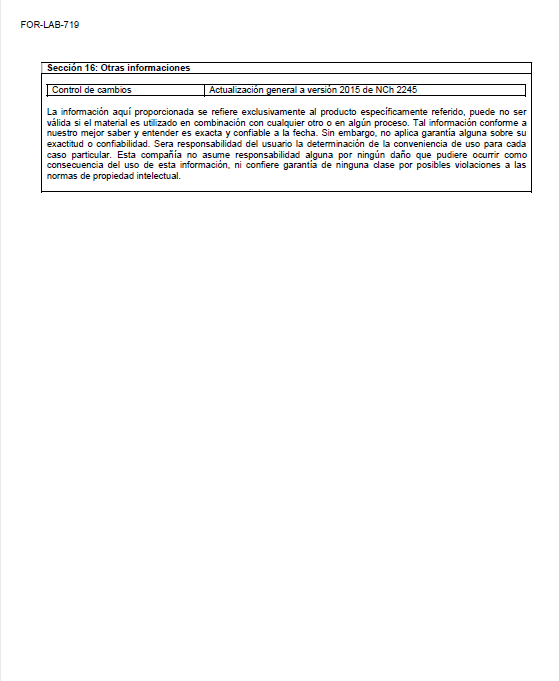 FOR-LAB-719
Sección 16: Otras informaciones
Control de cambios Actualización general a versión 2015 de NCh 2245
La información aquí proporcionada se refiere exclusivamente al producto específicamente referido, puede no ser
válida si el material es utilizado en combinación con cualquier otro o en algún proceso. Tal información conforme a
nuestro mejor saber y entender es exacta y confiable a la fecha. Sin embargo, no aplica garantía alguna sobre su
exactitud o confiabilidad. Sera responsabilidad del usuario la determinación de la conveniencia de uso para cada
caso particular. Esta compañía no asume responsabilidad alguna por ningún daño que pudiere ocurrir como
consecuencia del uso de esta información, ni confiere garantía de ninguna clase por posibles violaciones a las
normas de propiedad intelectual.